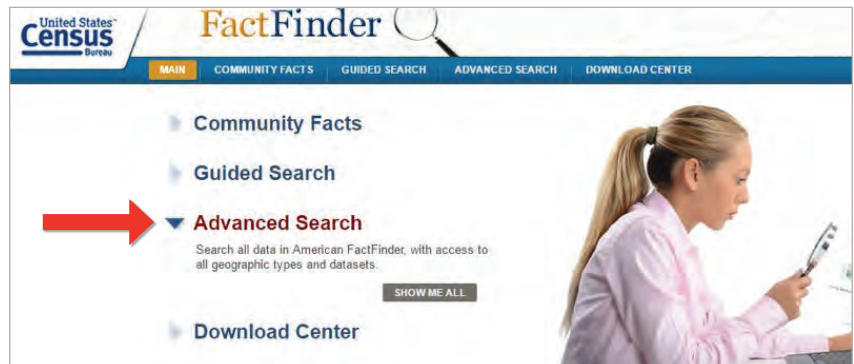 United States™
Census
Bureau
FactFinder
MAIN
COMMUNITY FACTS
GUIDED SEARCH
ADVANCED SEARCH
DOWNLOAD CENTER
Community Facts
Guided Search
Advanced Search
Search all data in American FactFinder, with access to
all geographic types and datasets.
SHOW ME ALL
Download Center